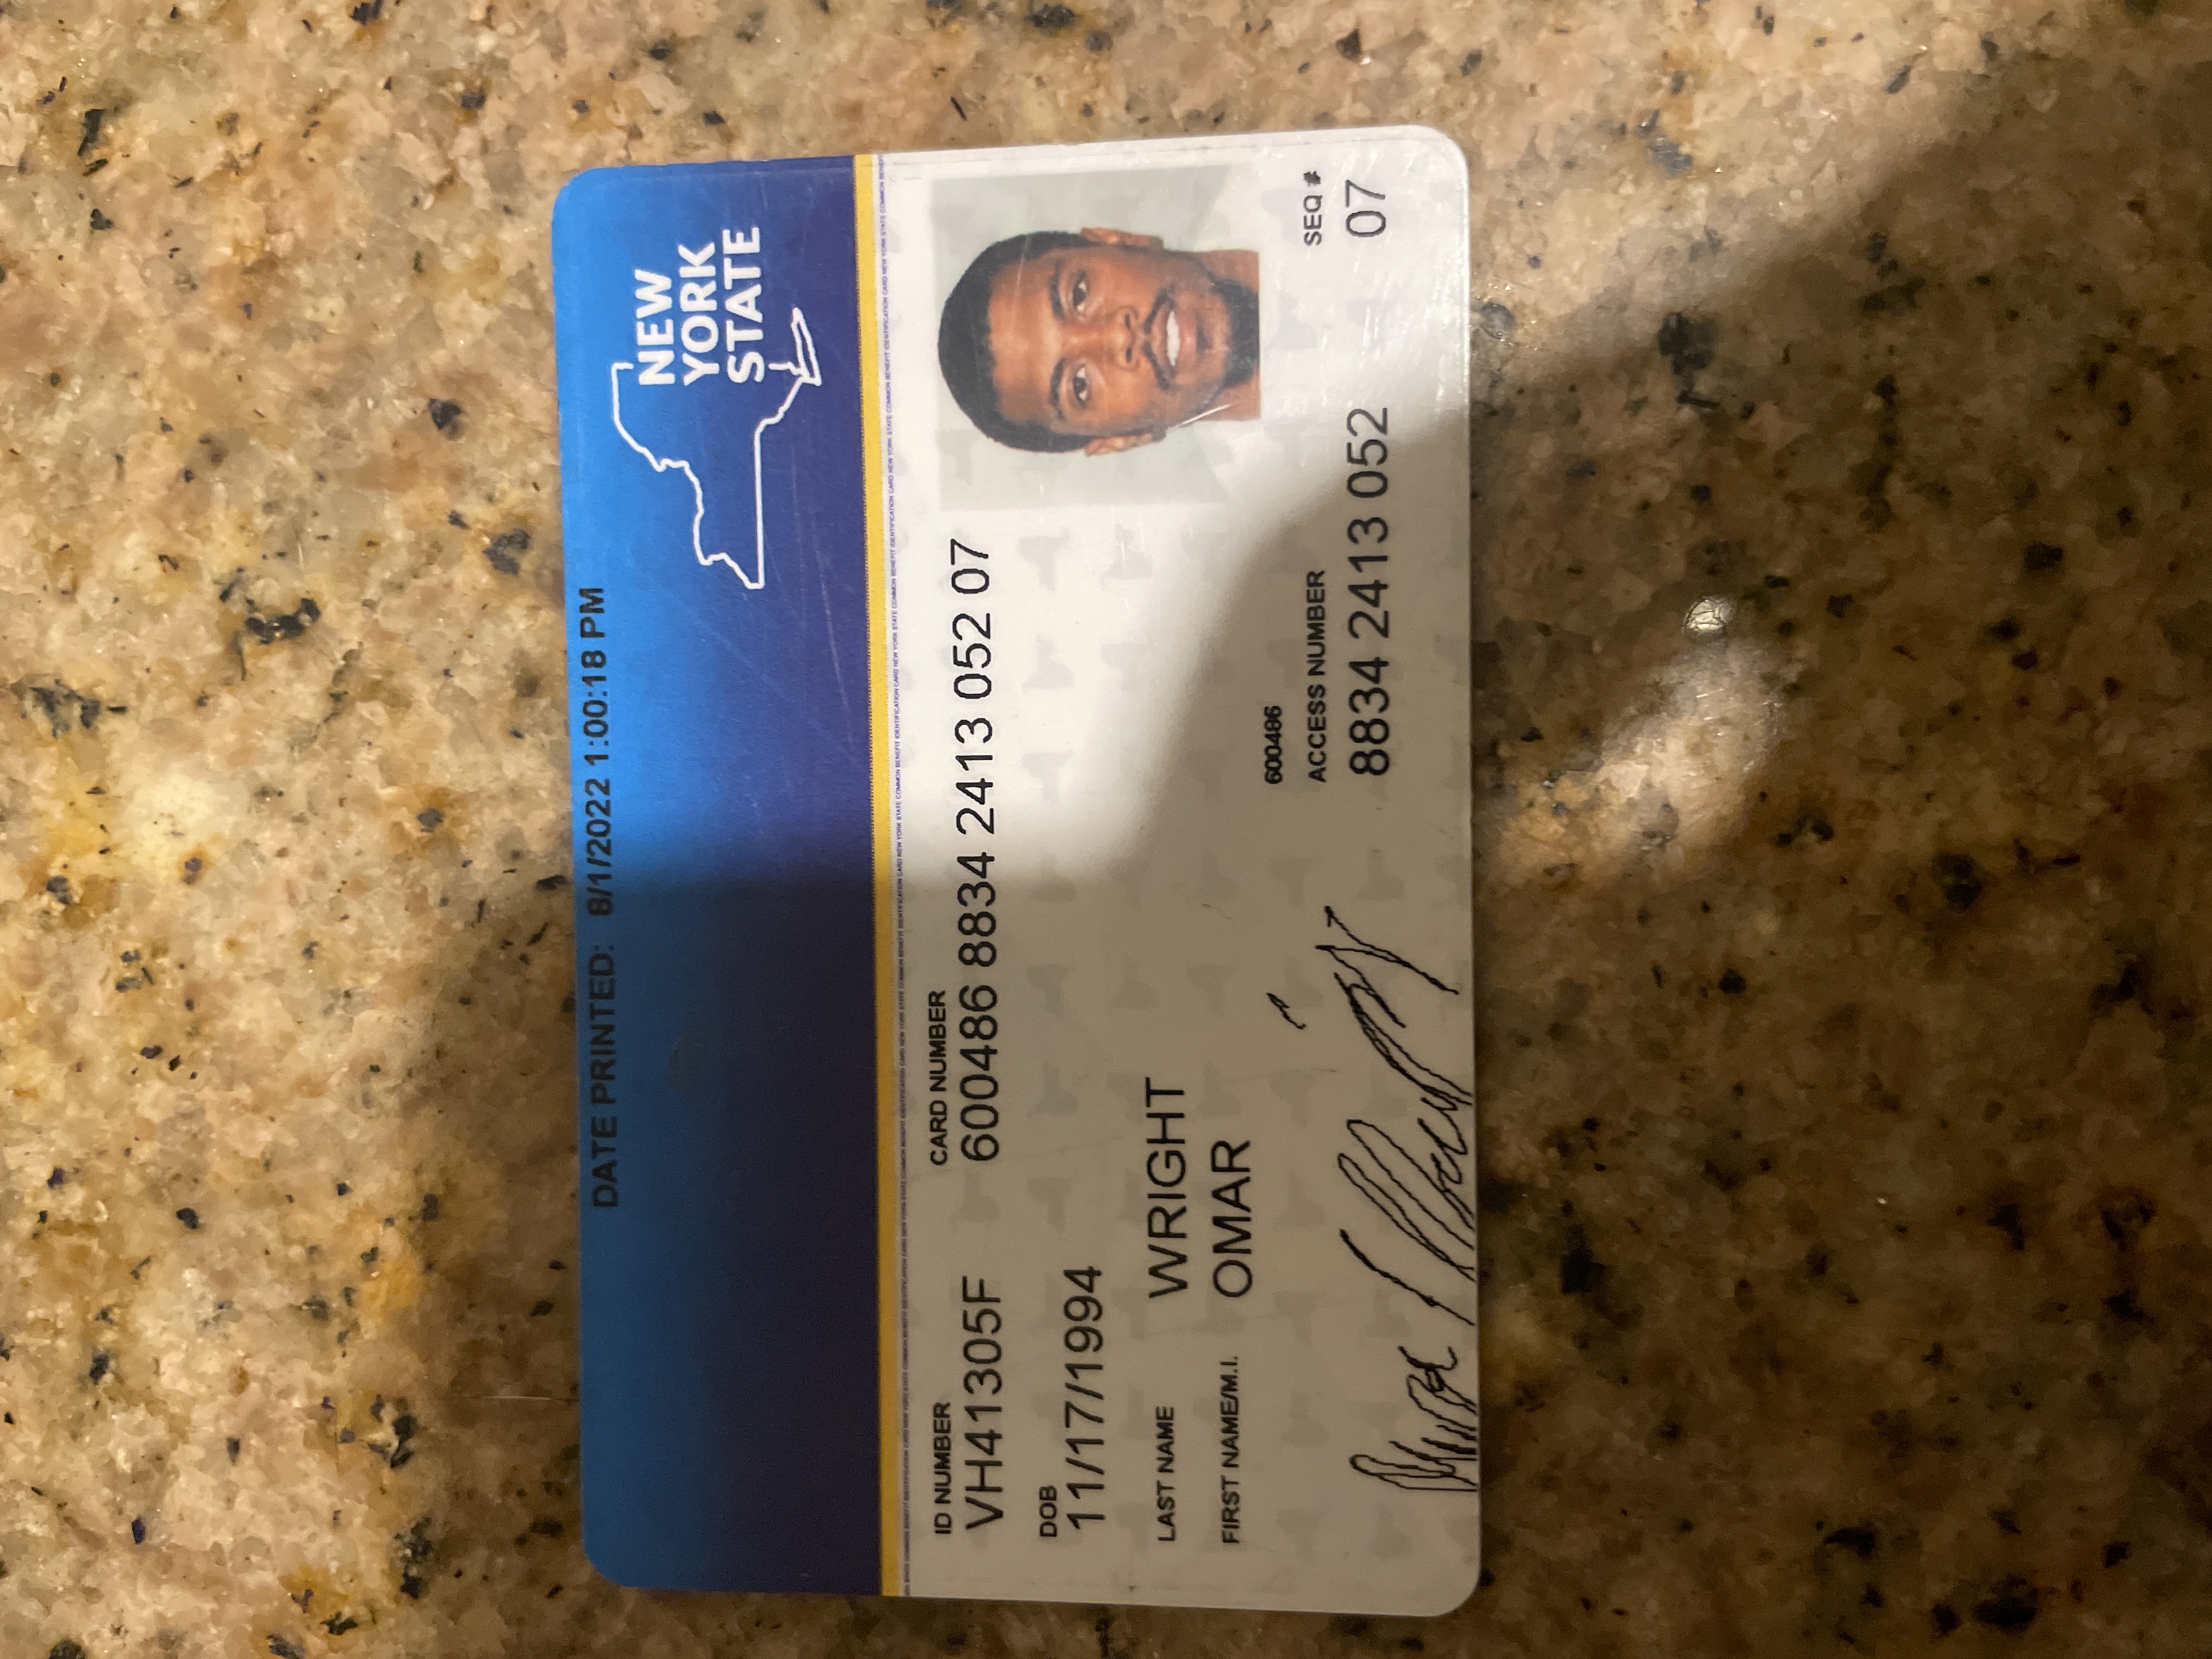 DATE PRINTED: 8/1/2022 1:00:18 PM
NEW
YORK
STATE
ID NUMBER CARD NUMBER
VH41305F 600486 8834 2413 052 07
DOB
11/17/1994
LAST NAME WRIGHT
FIRST NAME/M.I. OMAR
600486
ACCESS NUMBER SEQ #
8834 2413 052 07